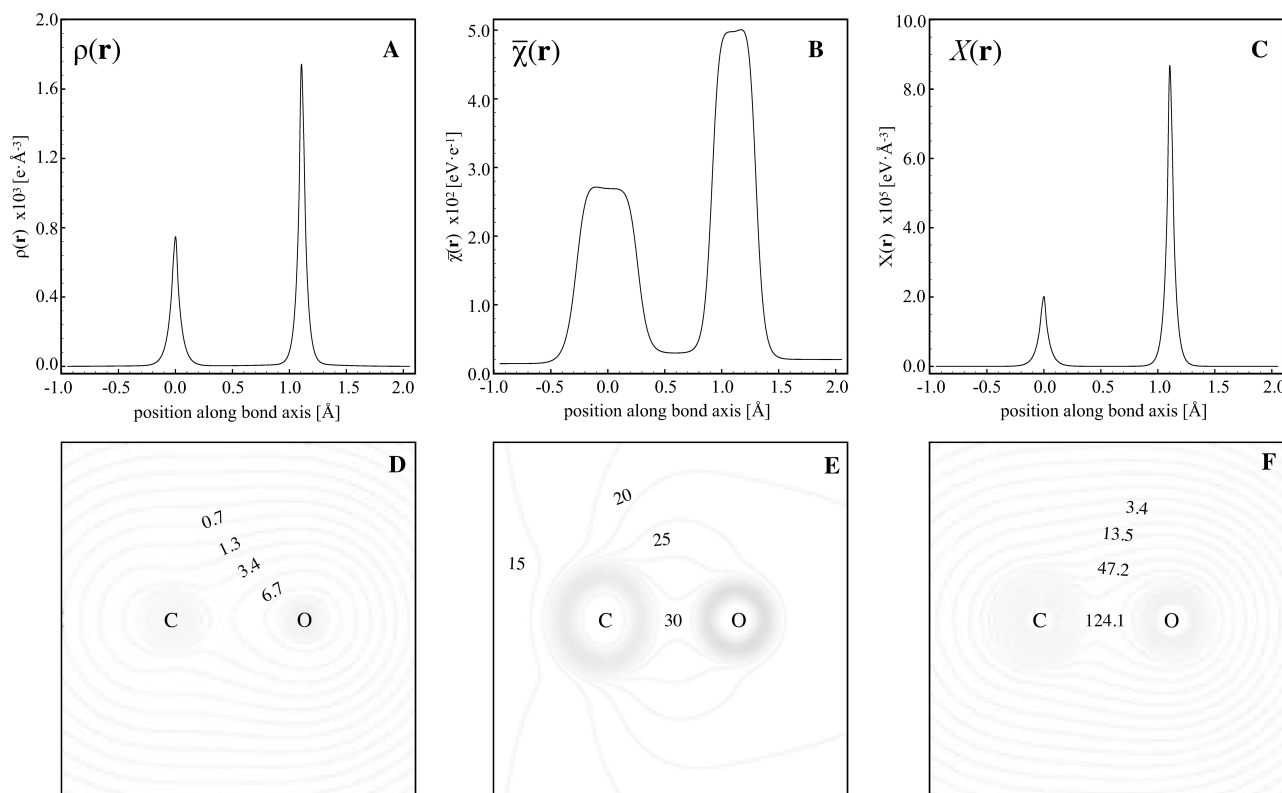 ρ(r)
A
2.0
1.6
1.2
0.8
0.4
0.0
ρ(r) x10³ [e·Å-³]
-1.0 -0.5 0.0 0.5 1.0 1.5 2.0
position along bond axis [Å]
χ̅(r)
B
5.0
4.0
3.0
2.0
1.0
0.0
χ̅(r) x10² [eV·e⁻¹]
-1.0 -0.5 0.0 0.5 1.0 1.5 2.0
position along bond axis [Å]
X(r)
C
10.0
8.0
6.0
4.0
2.0
0.0
X(r) x10⁵ [eV·Å-³]
-1.0 -0.5 0.0 0.5 1.0 1.5 2.0
position along bond axis [Å]
D
0.7
1.3
3.4
6.7
C O
E
20
25
15
30
C O
F
3.4
13.5
47.2
124.1
C O